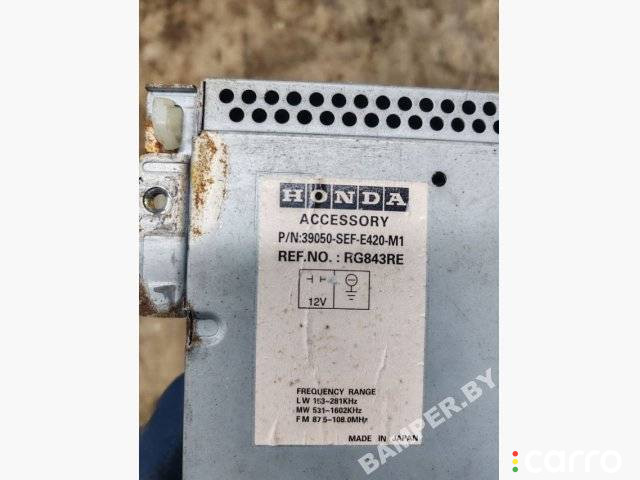 HONDA
ACCESSORY
P/N:39050-SEF-E420-M1
REF.NO. : RG843RE
12V
FREQUENCY RANGE
LW 153~281KHz
MW 531~1602KHz
FM 87.5~108.0MHz
MADE IN JAPAN
BAMPER.BY
carro